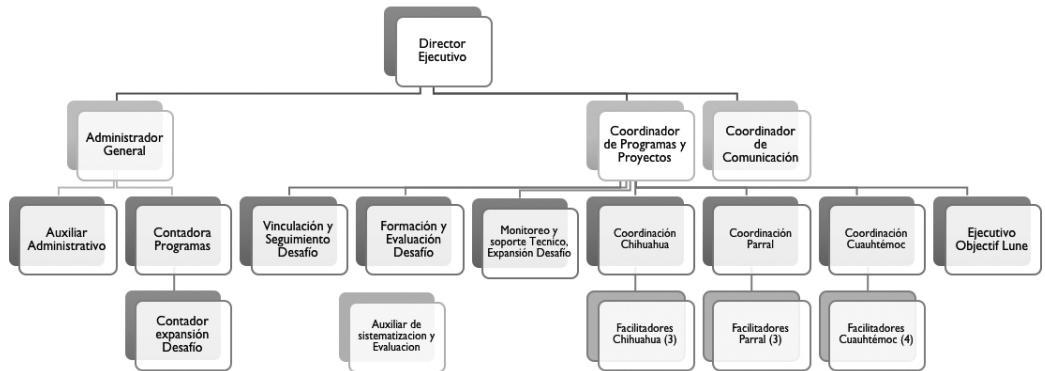 Director
Ejecutivo
Administrador
General
Coordinador
de Programas y
Proyectos
Coordinador
de
Comunicación
Auxiliar
Administrativo
Contadora
Programas
Vinculación y
Seguimiento
Desafío
Formación y
Evaluación
Desafío
Monitoreo y
soporte Tecnico,
Expansión Desafío
Coordinación
Chihuahua
Coordinación
Parral
Coordinación
Cuauhtémoc
Ejecutivo
Objectif Lune
Contador
expansión
Desafío
Auxiliar de
sistematizacion y
Evaluacion
Facilitadores
Chihuahua (3)
Facilitadores
Parral (3)
Facilitadores
Cuauhtémoc (4)